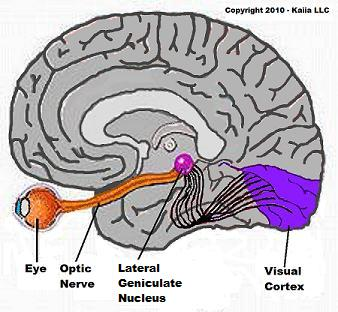 Copyright 2010 - Kaiia LLC
Eye
Optic
Nerve
Lateral
Geniculate
Nucleus
Visual
Cortex